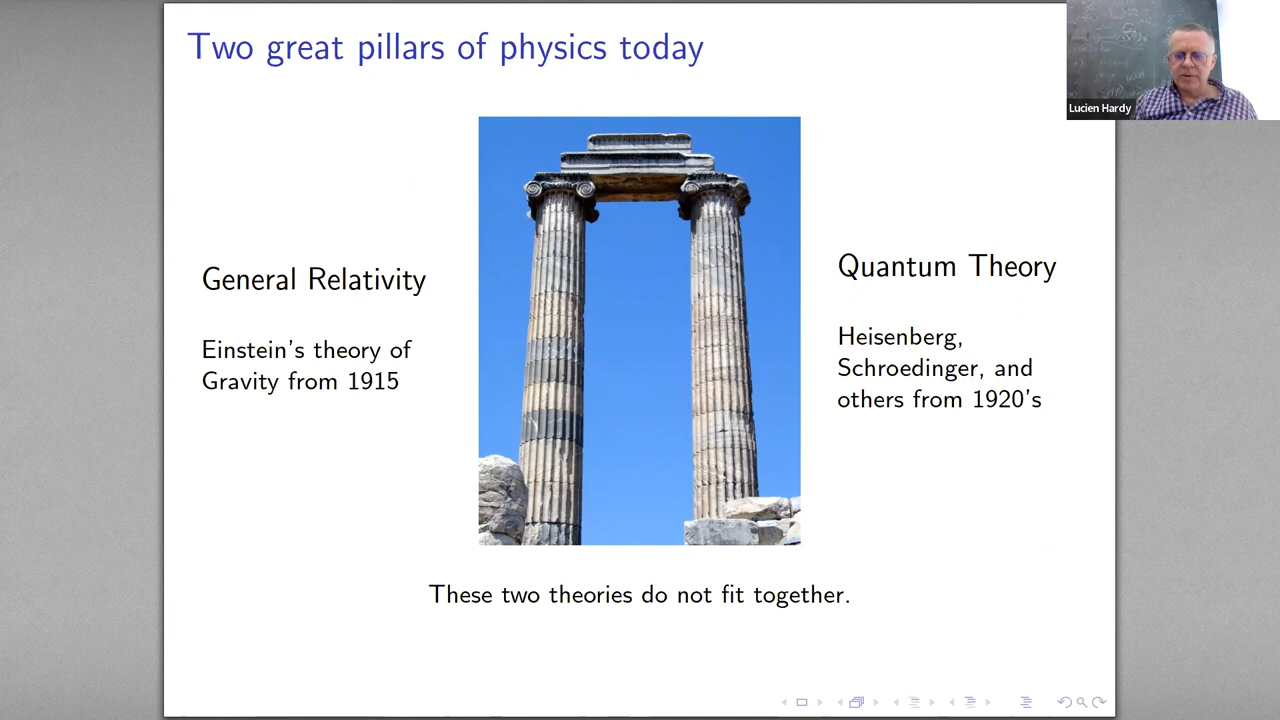 Two great pillars of physics today
Lucien Hardy
General Relativity
Einstein's theory of
Gravity from 1915
Quantum Theory
Heisenberg,
Schroedinger, and
others from 1920's
These two theories do not fit together.